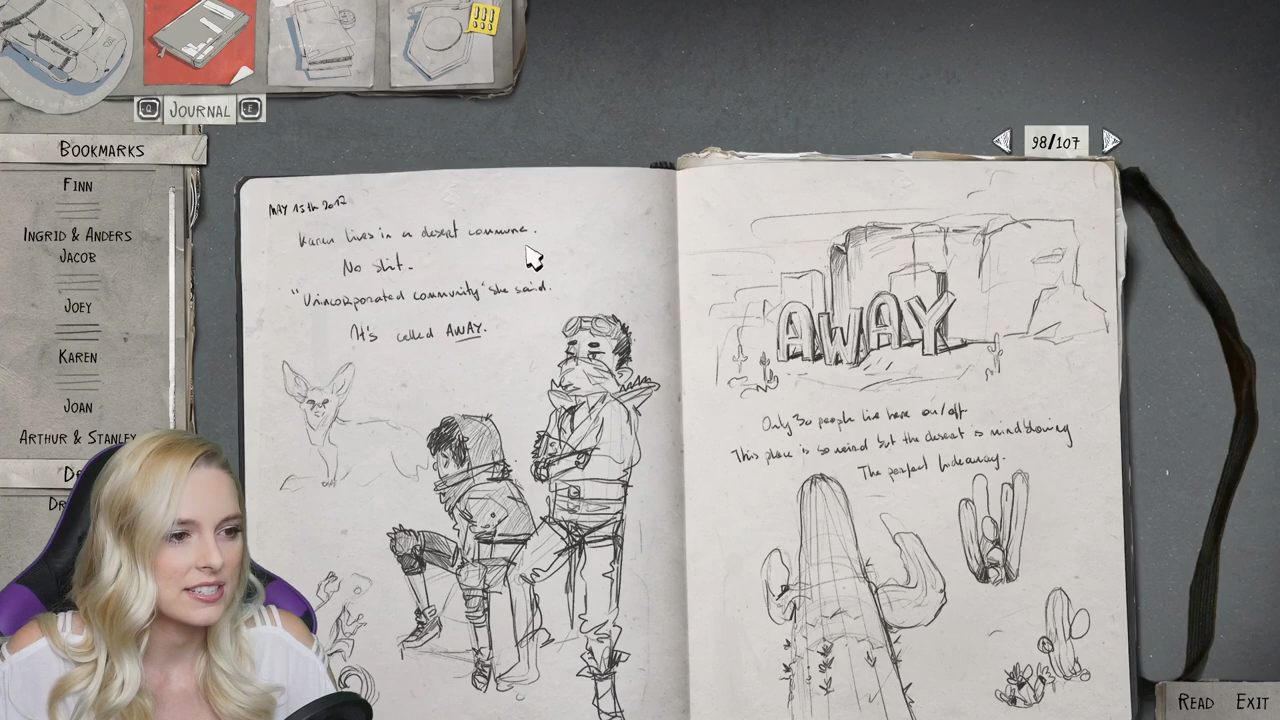 Q JOURNAL E
98/107
BOOKMARKS
FINN
INGRID & ANDERS
JACOB
JOEY
KAREN
JOAN
ARTHUR & STANLEY
MAY 15th 2017
Karen lives in a desert commune.
No shit.
"Unincorporated community" she said.
It's called AWAY.
AWAY
Only 30 people live here on/off
This place is so weird but the desert is mindblowing
The perfect hideaway.
READ EXIT